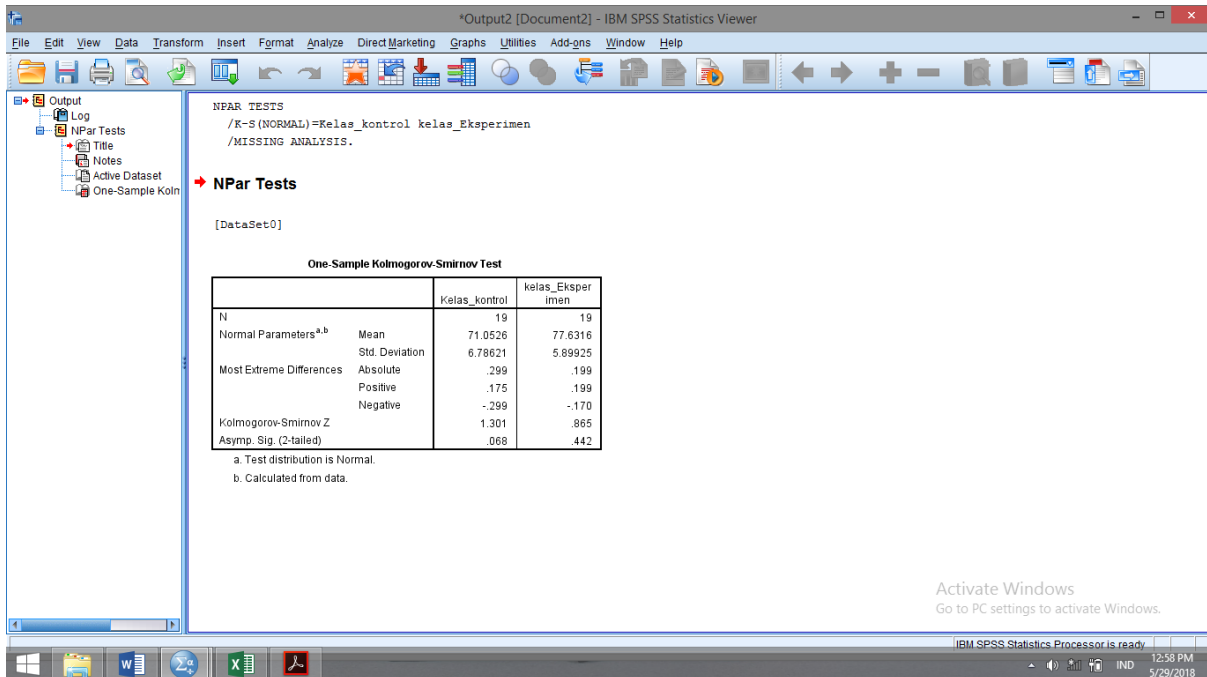 *Output2 [Document2] - IBM SPSS Statistics Viewer
File Edit View Data Transform Insert Format Analyze Direct Marketing Graphs Utilities Add-ons Window Help
Output
Log
NPar Tests
Title
Notes
Active Dataset
One-Sample Kolm
NPAR TESTS
/K-S(NORMAL)=Kelas_kontrol kelas_Eksperimen
/MISSING ANALYSIS.
NPar Tests
[DataSet0]
One-Sample Kolmogorov-Smirnov Test
Kelas_kontrol kelas_Eksper
imen
N 19 19
Normal Parameters a,b Mean 71.0526 77.6316
Std. Deviation 6.78621 5.89925
Most Extreme Differences Absolute .299 .199
Positive .175 .199
Negative -.299 -.170
Kolmogorov-Smirnov Z 1.301 .865
Asymp. Sig. (2-tailed) .068 .442
a. Test distribution is Normal.
b. Calculated from data.
Activate Windows
Go to PC settings to activate Windows.
IBM SPSS Statistics Processor is ready
IND 12:58 PM
5/29/2018